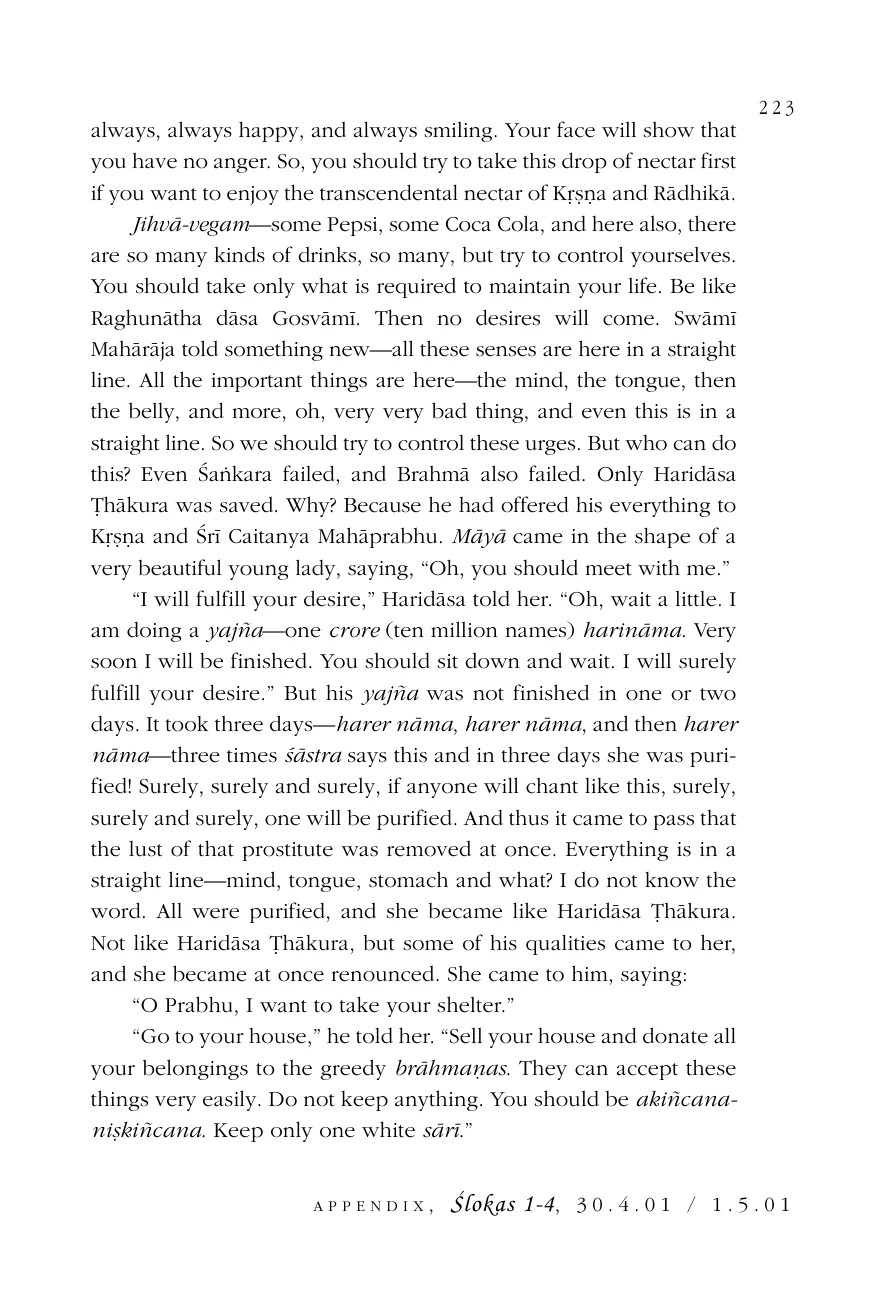 223
always, always happy, and always smiling. Your face will show that
you have no anger. So, you should try to take this drop of nectar first
if you want to enjoy the transcendental nectar of Kṛṣṇa and Rādhikā.
Jihvā-vegam—some Pepsi, some Coca Cola, and here also, there
are so many kinds of drinks, so many, but try to control yourselves.
You should take only what is required to maintain your life. Be like
Raghunātha dāsa Gosvāmī. Then no desires will come. Swāmī
Mahārāja told something new—all these senses are here in a straight
line. All the important things are here—the mind, the tongue, then
the belly, and more, oh, very very bad thing, and even this is in a
straight line. So we should try to control these urges. But who can do
this? Even Śaṅkara failed, and Brahmā also failed. Only Haridāsa
Ṭhākura was saved. Why? Because he had offered his everything to
Kṛṣṇa and Śrī Caitanya Mahāprabhu. Māyā came in the shape of a
very beautiful young lady, saying, “Oh, you should meet with me.”
“I will fulfill your desire,” Haridāsa told her. “Oh, wait a little. I
am doing a yajña—one crore (ten million names) harināma. Very
soon I will be finished. You should sit down and wait. I will surely
fulfill your desire.” But his yajña was not finished in one or two
days. It took three days—harer nāma, harer nāma, and then harer
nāma—three times śāstra says this and in three days she was puri-
fied! Surely, surely and surely, if anyone will chant like this, surely,
surely and surely, one will be purified. And thus it came to pass that
the lust of that prostitute was removed at once. Everything is in a
straight line—mind, tongue, stomach and what? I do not know the
word. All were purified, and she became like Haridāsa Ṭhākura.
Not like Haridāsa Ṭhākura, but some of his qualities came to her,
and she became at once renounced. She came to him, saying:
“O Prabhu, I want to take your shelter.”
“Go to your house,” he told her. “Sell your house and donate all
your belongings to the greedy brāhmaṇas. They can accept these
things very easily. Do not keep anything. You should be akiñcana-
niṣkiñcana. Keep only one white sārī.”
APPENDIX, Ślokas 1-4, 30.4.01 / 1.5.01